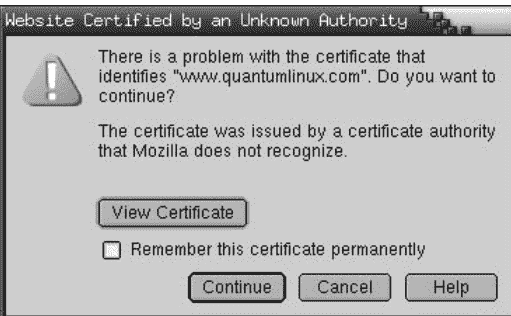 Website Certified by an Unknown Authority
There is a problem with the certificate that
identifies "www.quantumlinux.com". Do you want to
continue?
The certificate was issued by a certificate authority
that Mozilla does not recognize.
View Certificate
Remember this certificate permanently
Continue Cancel Help